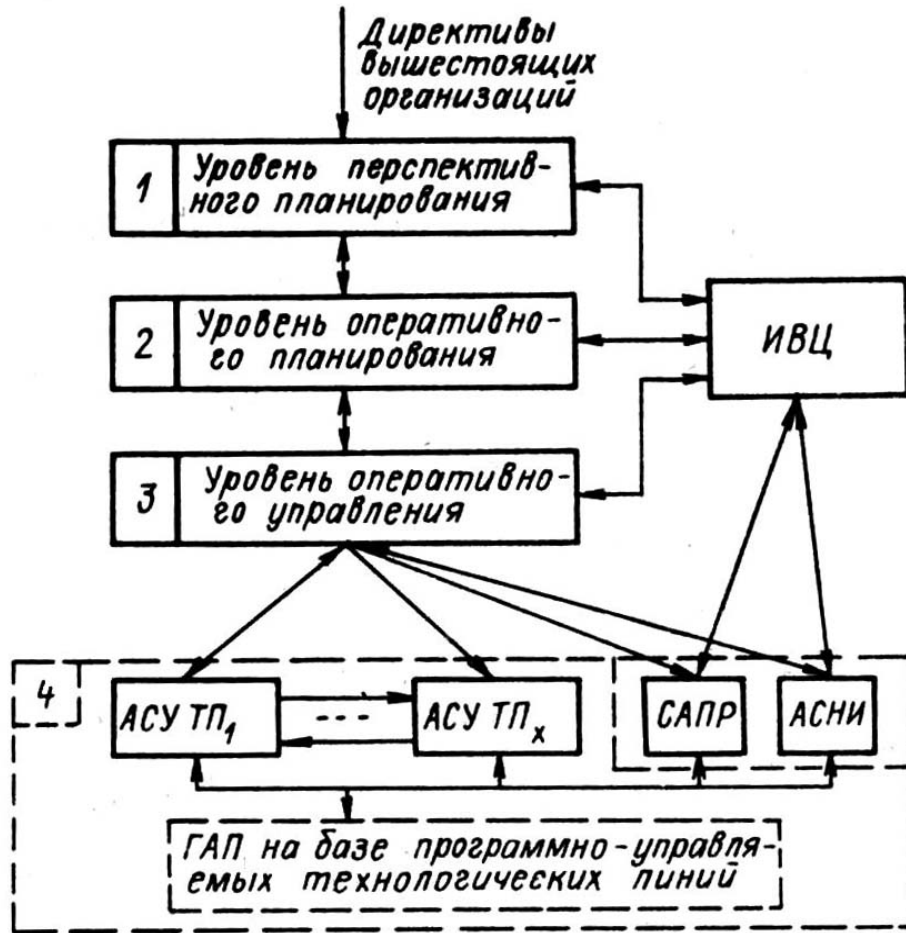 Директивы
вышестоящих
организаций
1
Уровень перспектив-
ного планирования
2
Уровень оперативно-
го планирования
ИВЦ
3
Уровень оперативно-
го управления
4
АСУ ТП1
---
АСУ ТПx
САПР
АСНИ
ГАП на базе программно-управля-
емых технологических линий